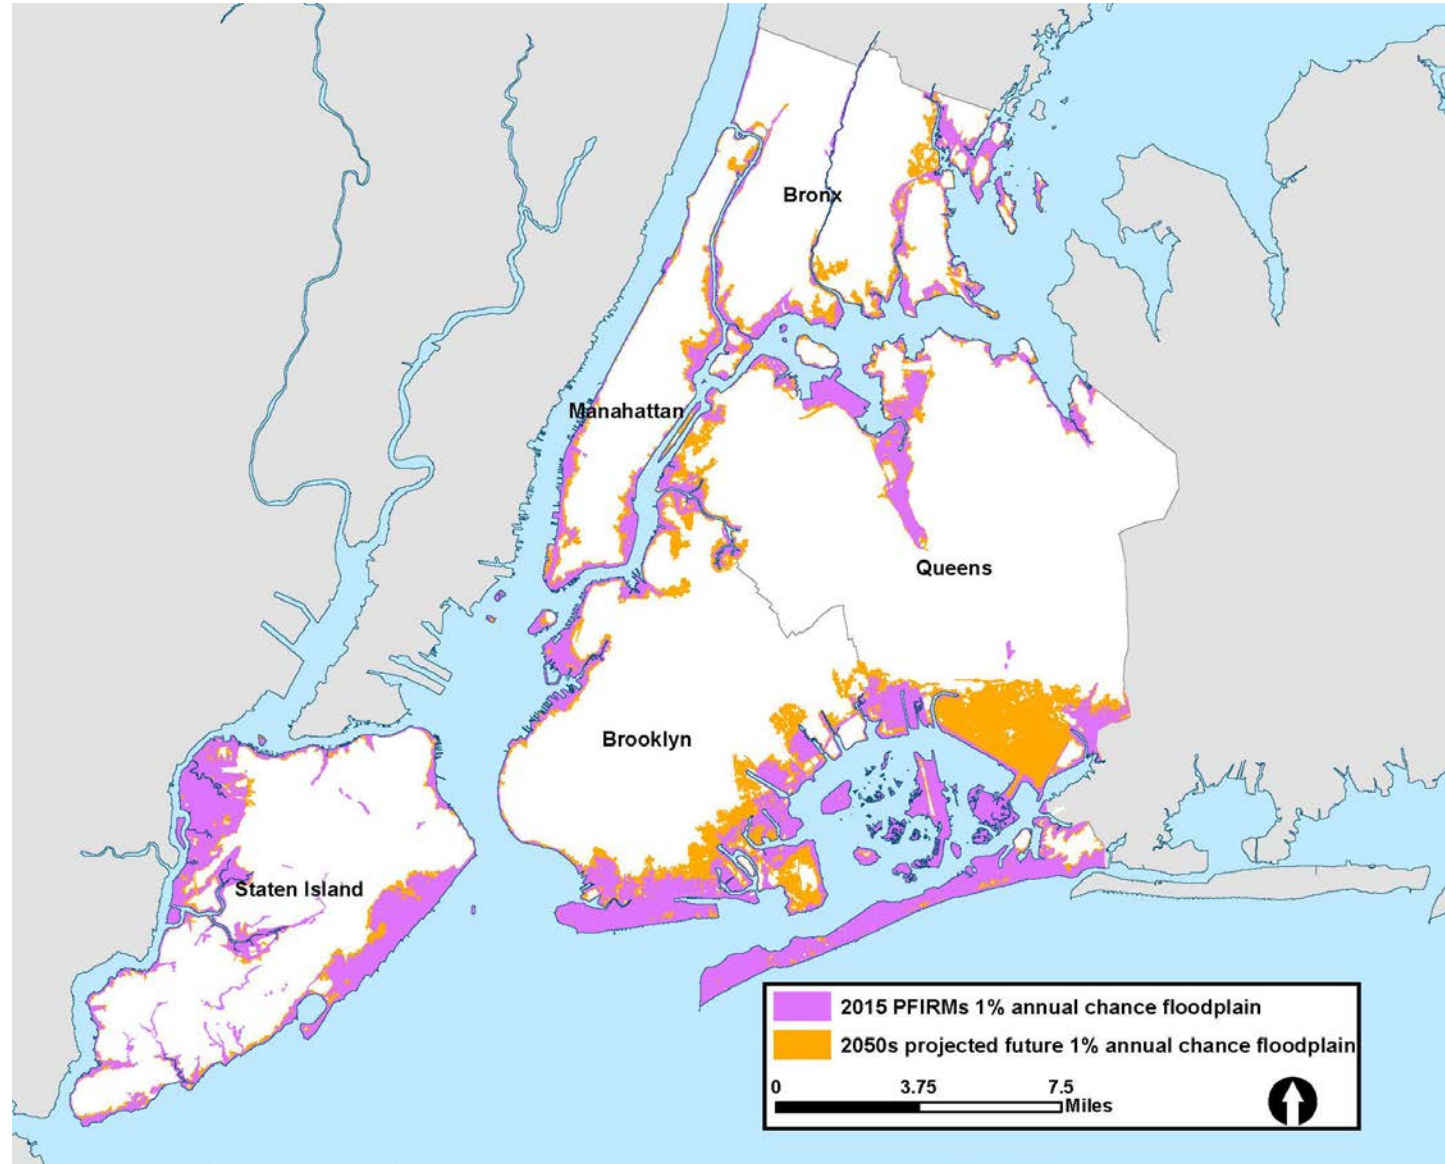 Bronx
Manahattan
Queens
Brooklyn
Staten Island
2015 PFIRMs 1% annual chance floodplain
2050s projected future 1% annual chance floodplain
0 3.75 7.5
Miles